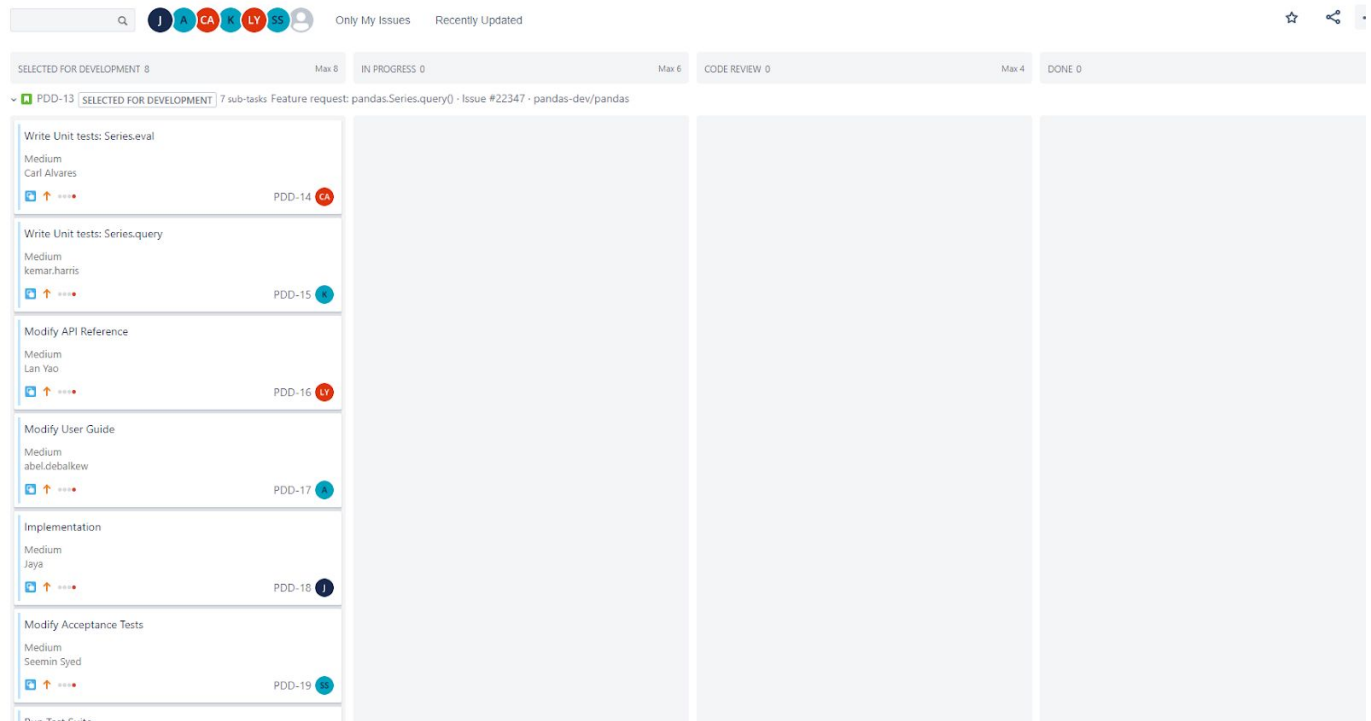 J A CA K LY SS Only My Issues Recently Updated
SELECTED FOR DEVELOPMENT 8 Max 8 IN PROGRESS 0 Max 6 CODE REVIEW 0 Max 4 DONE 0
PDD-13 SELECTED FOR DEVELOPMENT 7 sub-tasks Feature request: pandas.Series.query() · Issue #22347 · pandas-dev/pandas
Write Unit tests: Series.eval
Medium
Carl Alvares
PDD-14 CA
Write Unit tests: Series.query
Medium
kemar.harris
PDD-15 K
Modify API Reference
Medium
Lan Yao
PDD-16 LY
Modify User Guide
Medium
abel.debalkew
PDD-17 A
Implementation
Medium
Jaya
PDD-18 J
Modify Acceptance Tests
Medium
Seemin Syed
PDD-19 SS
Run Test Suite